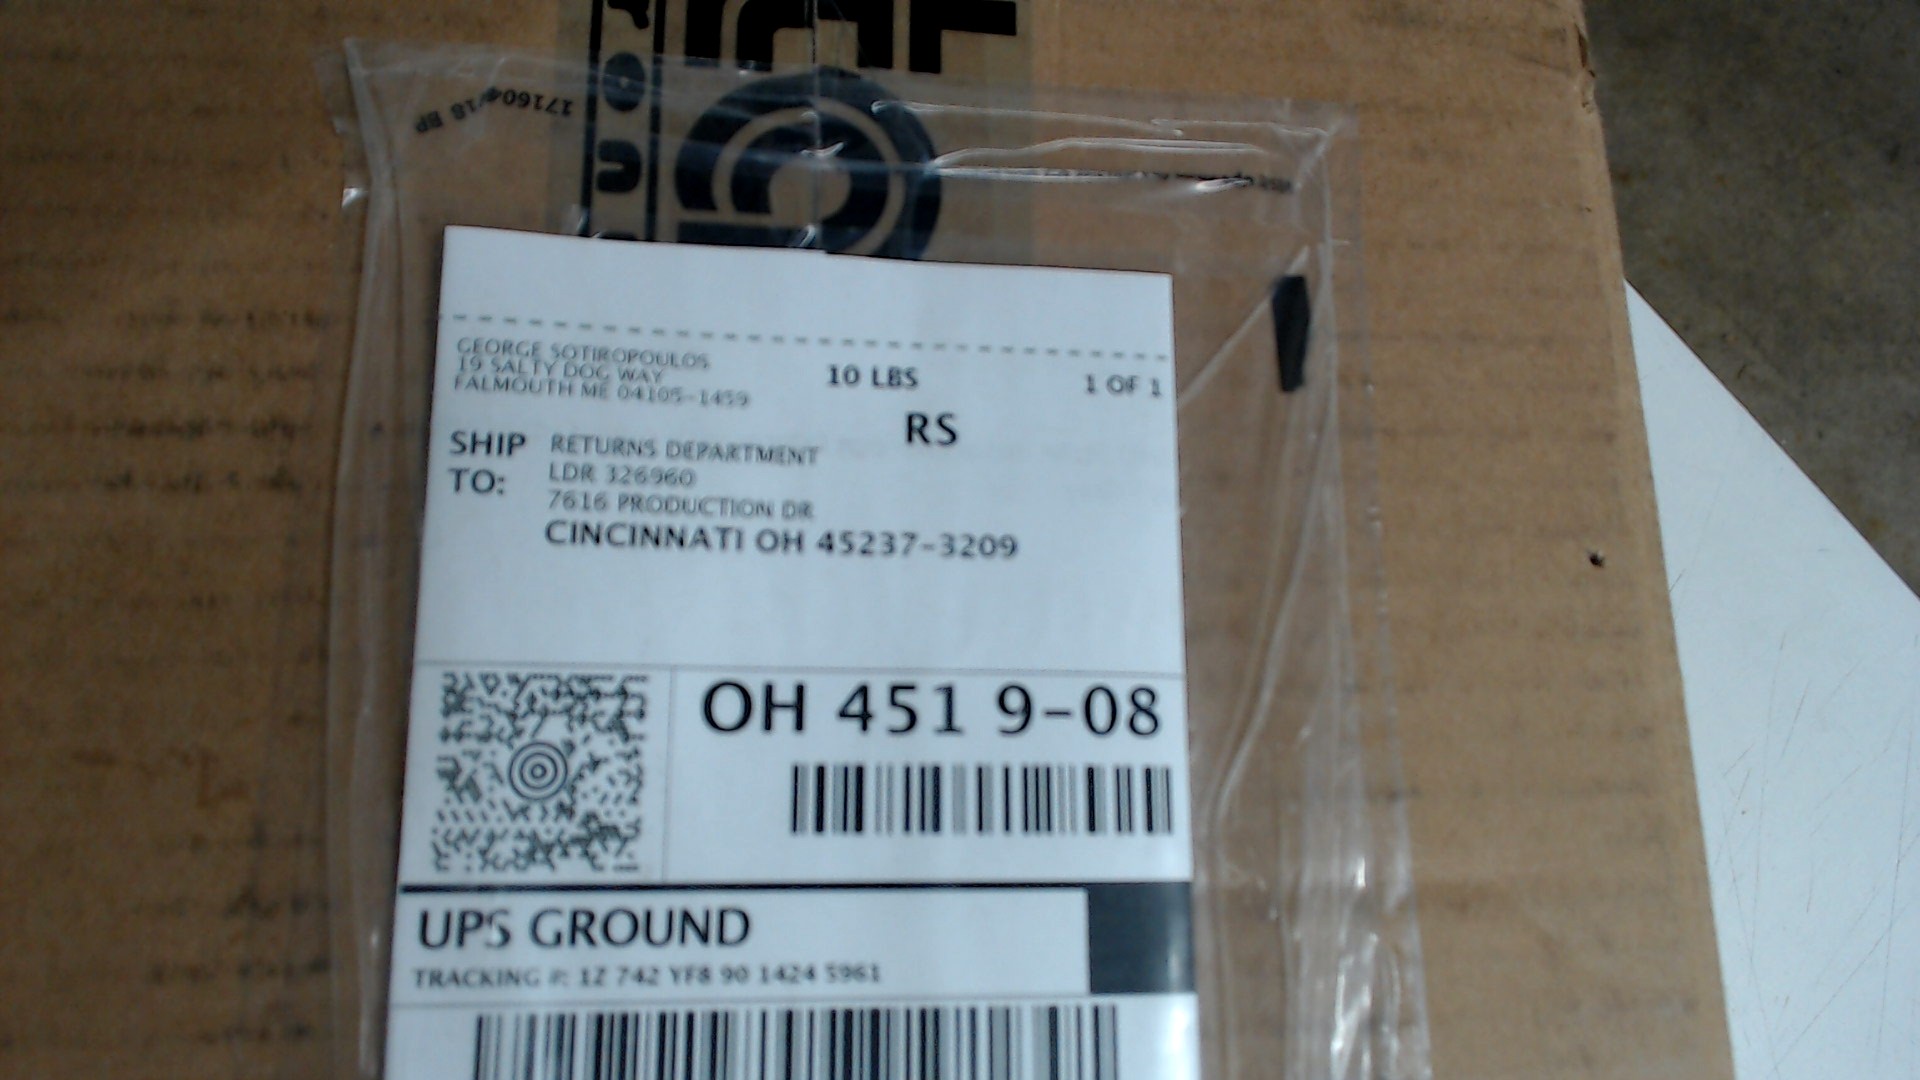 171604/18 BP
GEORGE SOTIROPOULOS
19 SALTY DOG WAY
FALMOUTH ME 04105-1459
10 LBS
1 OF 1
RS
SHIP TO:
RETURNS DEPARTMENT
LDR 326960
7616 PRODUCTION DR
CINCINNATI OH 45237-3209
OH 451 9-08
UPS GROUND
TRACKING #: 1Z 742 YF8 90 1424 5961